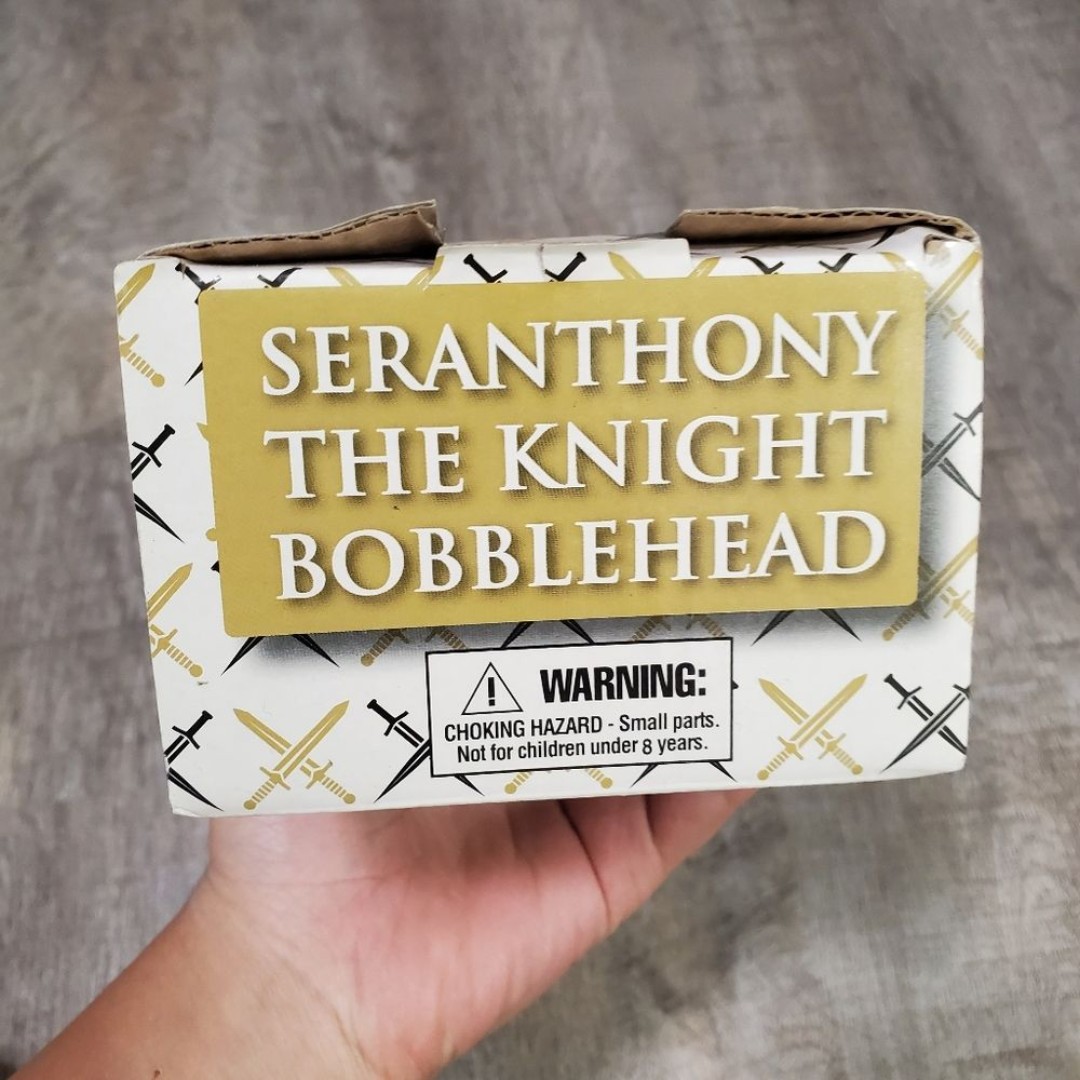 SERANTHONY
THE KNIGHT
BOBBLEHEAD
! WARNING:
CHOKING HAZARD - Small parts.
Not for children under 8 years.